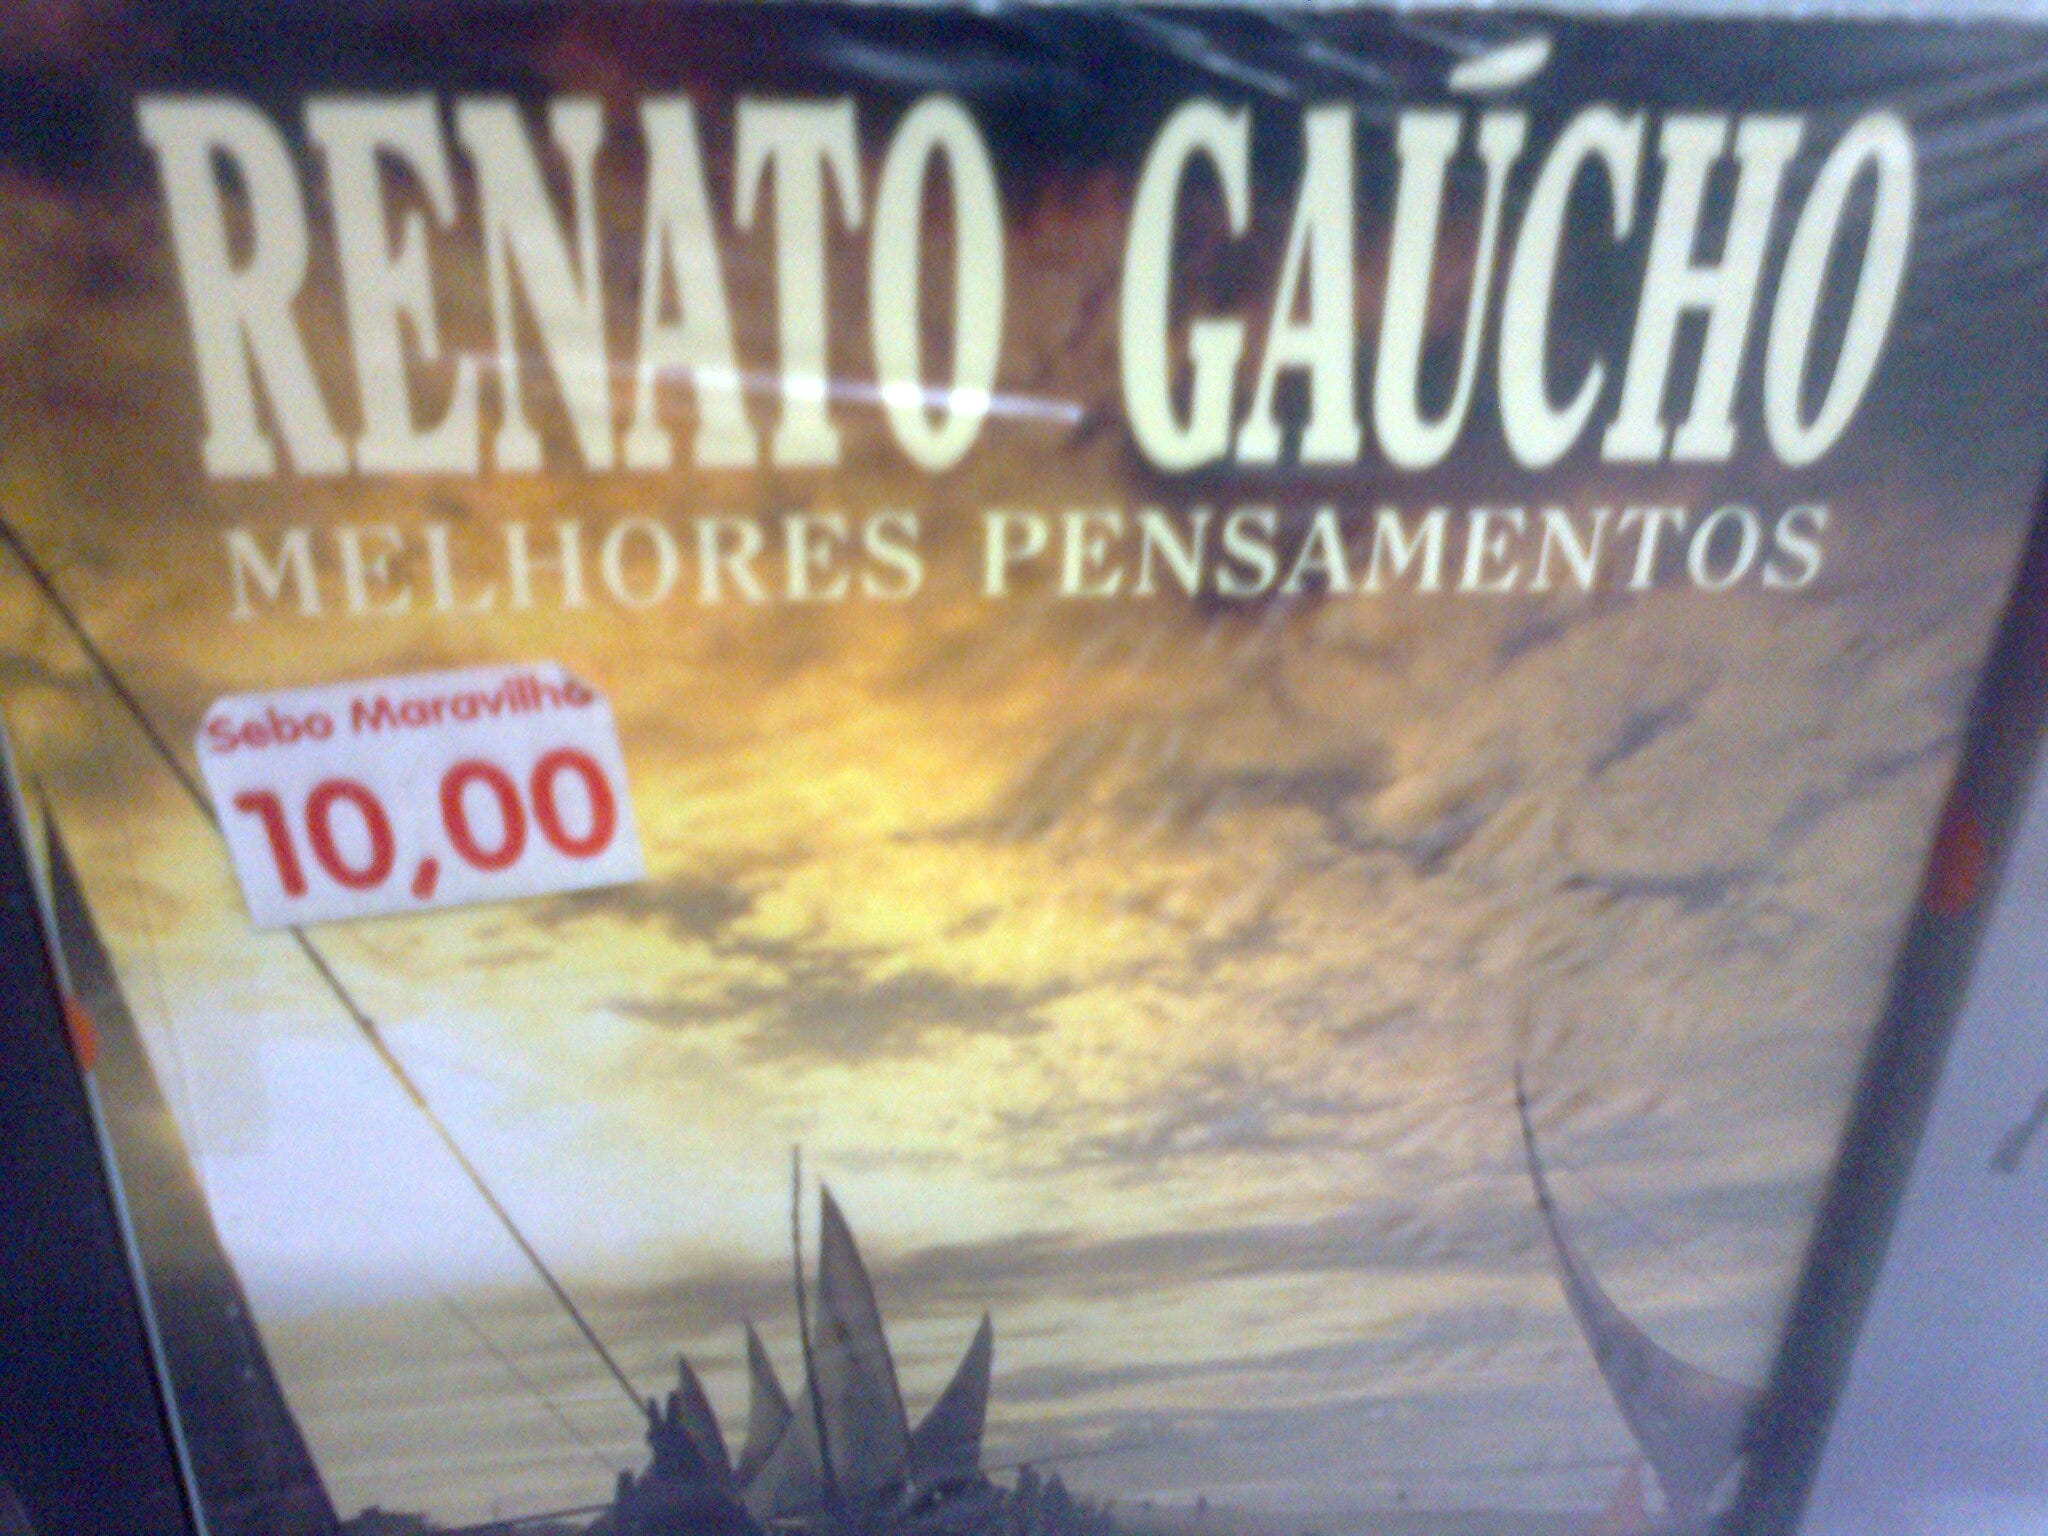 RENATO GAÚCHO
MELHORES PENSAMENTOS
Sebo Maravilha
10,00